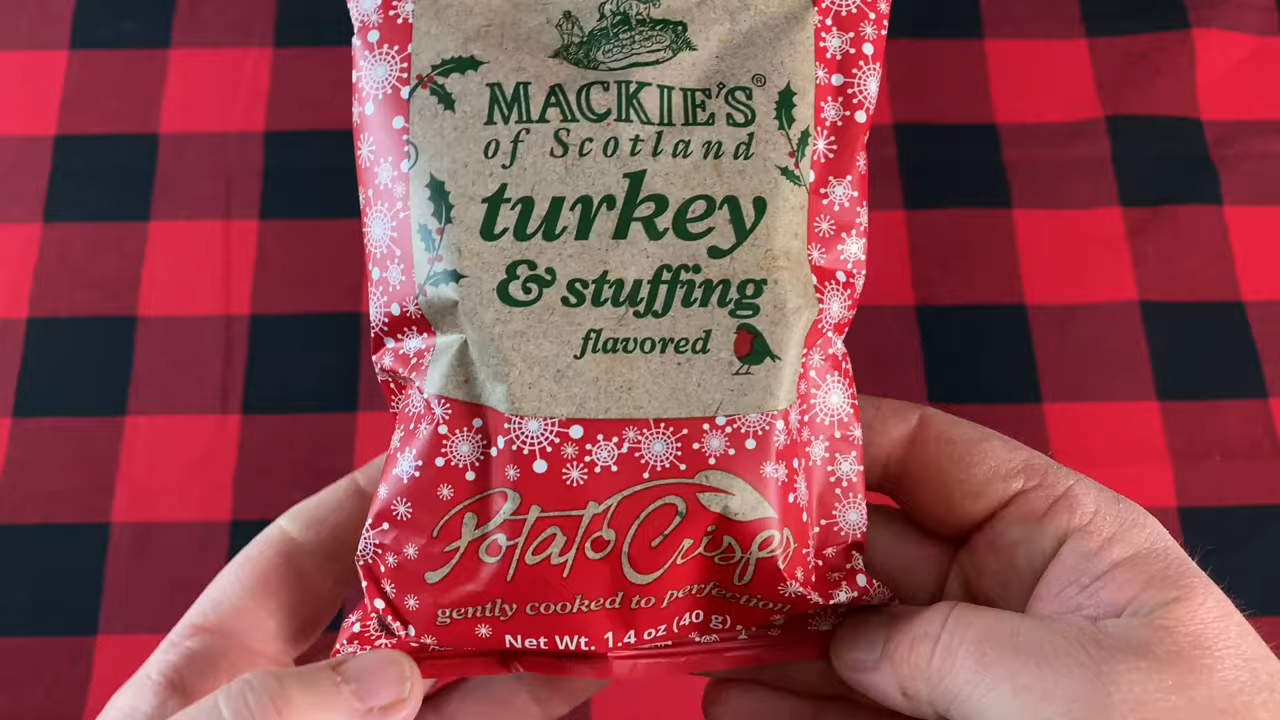 MACKIE'S®
of Scotland
turkey
& stuffing
flavored
Potato Crisps
gently cooked to perfection
Net Wt. 1.4 oz (40 g)